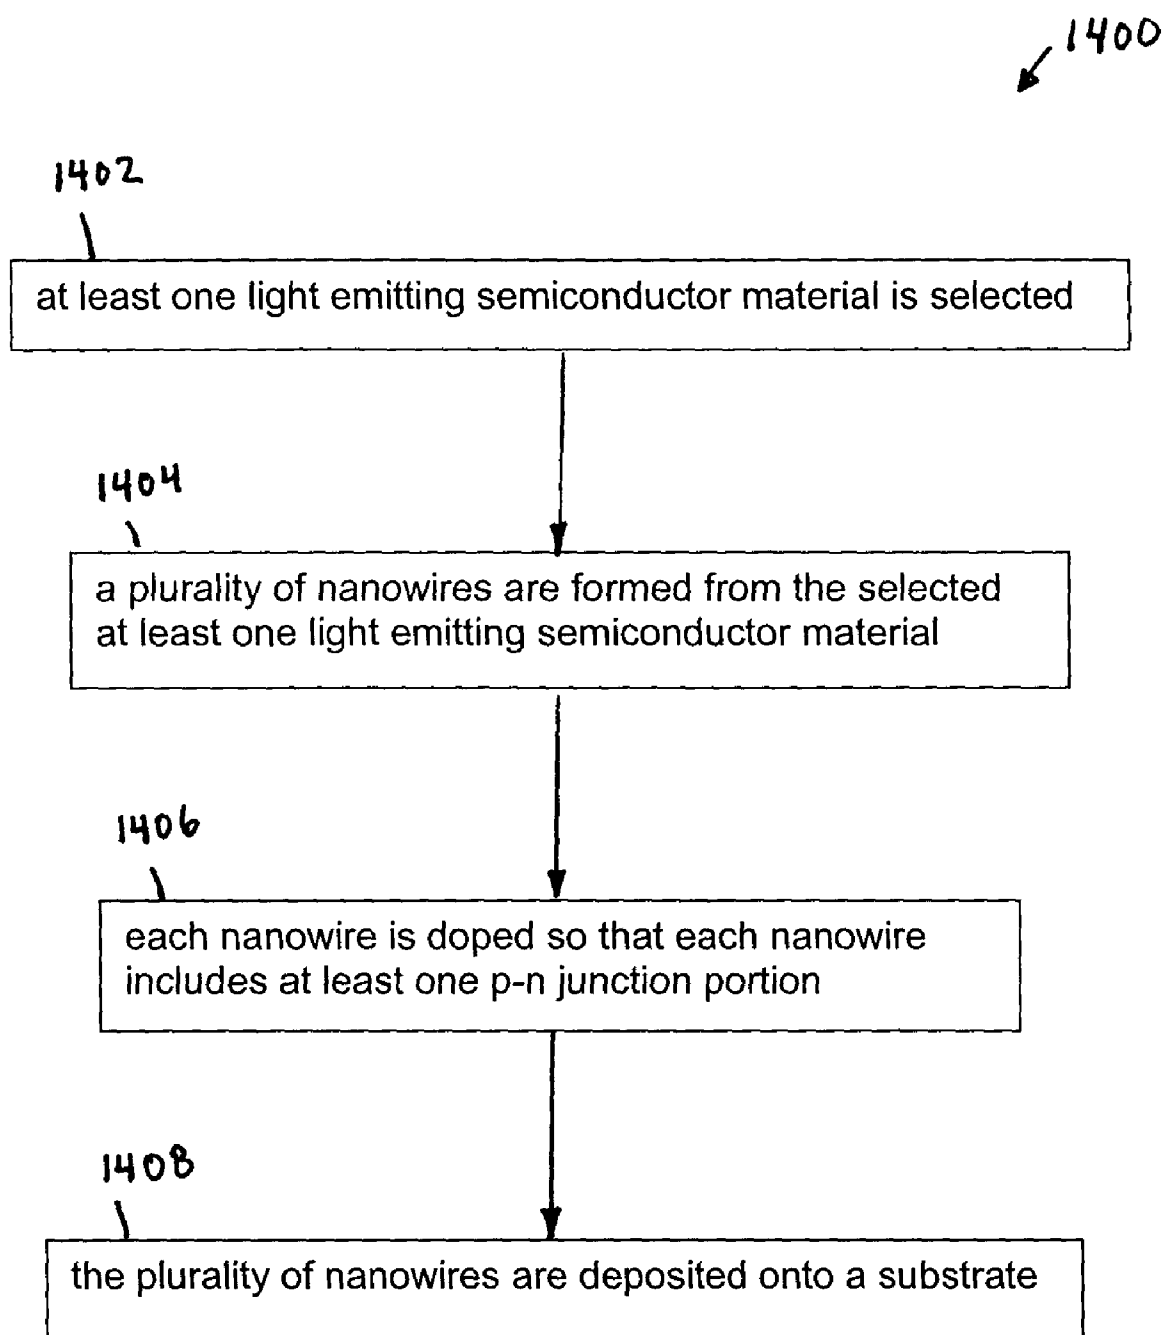 1400
1402
at least one light emitting semiconductor material is selected
1404
a plurality of nanowires are formed from the selected
at least one light emitting semiconductor material
1406
each nanowire is doped so that each nanowire
includes at least one p-n junction portion
1408
the plurality of nanowires are deposited onto a substrate